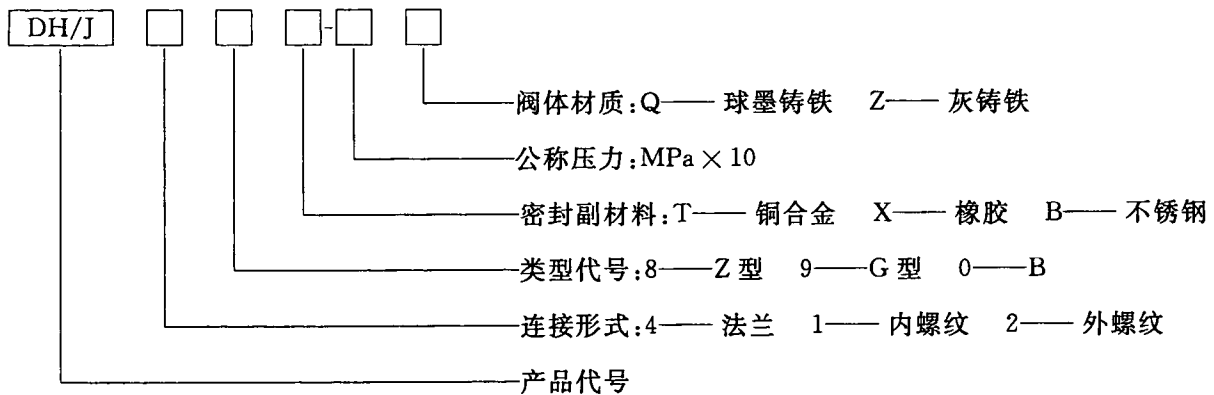 DH/J □ □ □-□ □
阀体材质:Q—— 球墨铸铁 Z—— 灰铸铁
公称压力:MPa×10
密封副材料:T—— 铜合金 X—— 橡胶 B—— 不锈钢
类型代号:8——Z型 9——G型 0——B
连接形式:4—— 法兰 1—— 内螺纹 2—— 外螺纹
产品代号